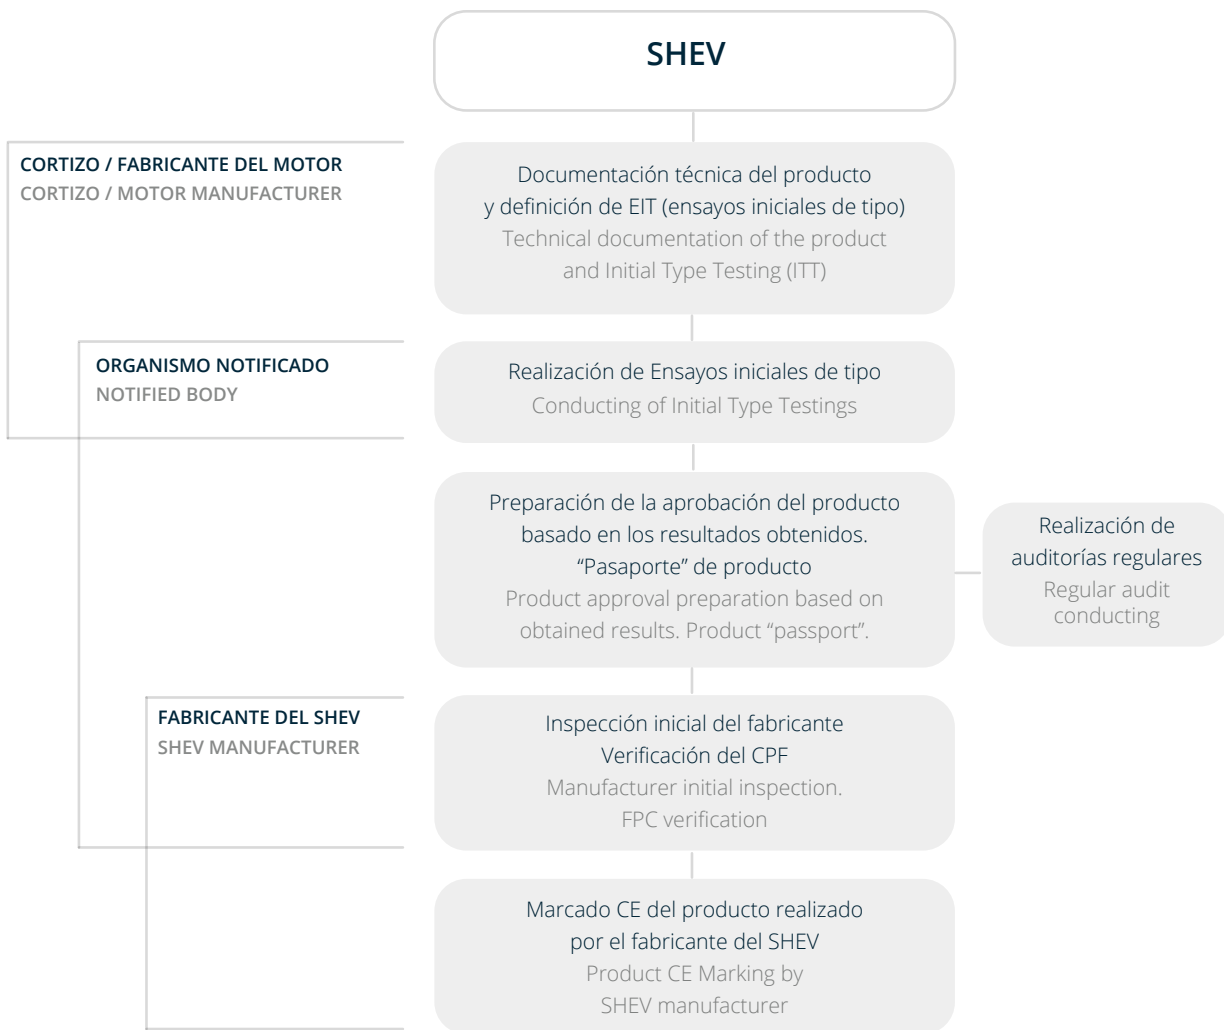 SHEV
CORTIZO / FABRICANTE DEL MOTOR
CORTIZO / MOTOR MANUFACTURER
Documentación técnica del producto
y definición de EIT (ensayos iniciales de tipo)
Technical documentation of the product
and Initial Type Testing (ITT)
ORGANISMO NOTIFICADO
NOTIFIED BODY
Realización de Ensayos iniciales de tipo
Conducting of Initial Type Testings
Preparación de la aprobación del producto
basado en los resultados obtenidos.
“Pasaporte” de producto
Product approval preparation based on
obtained results. Product “passport”.
Realización de
auditorías regulares
Regular audit
conducting
FABRICANTE DEL SHEV
SHEV MANUFACTURER
Inspección inicial del fabricante
Verificación del CPF
Manufacturer initial inspection.
FPC verification
Marcado CE del producto realizado
por el fabricante del SHEV
Product CE Marking by
SHEV manufacturer